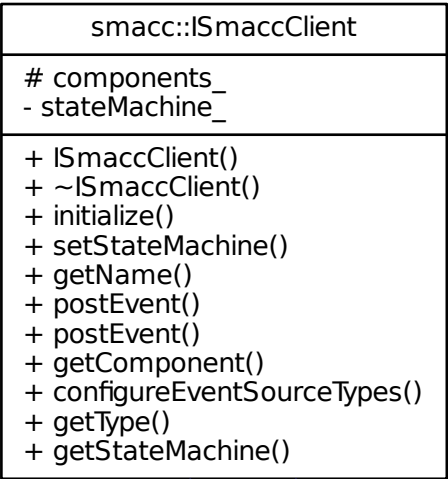 smacc::ISmaccClient
# components_
- stateMachine_
+ ISmaccClient()
+ ~ISmaccClient()
+ initialize()
+ setStateMachine()
+ getName()
+ postEvent()
+ postEvent()
+ getComponent()
+ configureEventSourceTypes()
+ getType()
+ getStateMachine()